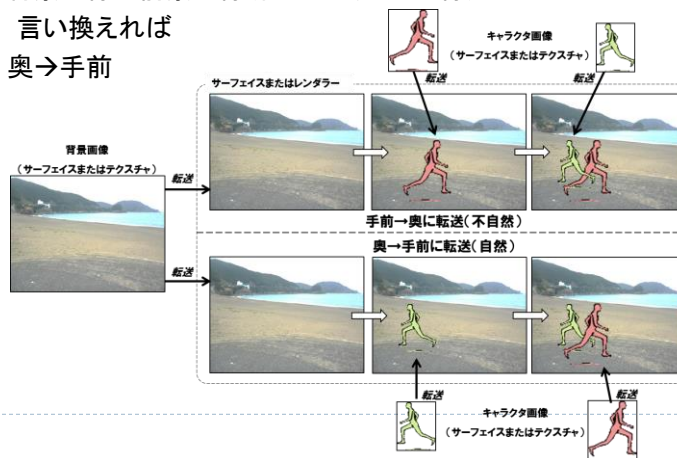 言い換えれば
奥→手前
キャラクタ画像
(サーフェイスまたはテクスチャ)
転送
転送
サーフェイスまたはレンダラー
背景画像
(サーフェイスまたはテクスチャ)
転送
手前→奥に転送(不自然)
奥→手前に転送(自然)
転送
転送
転送
キャラクタ画像
(サーフェイスまたはテクスチャ)